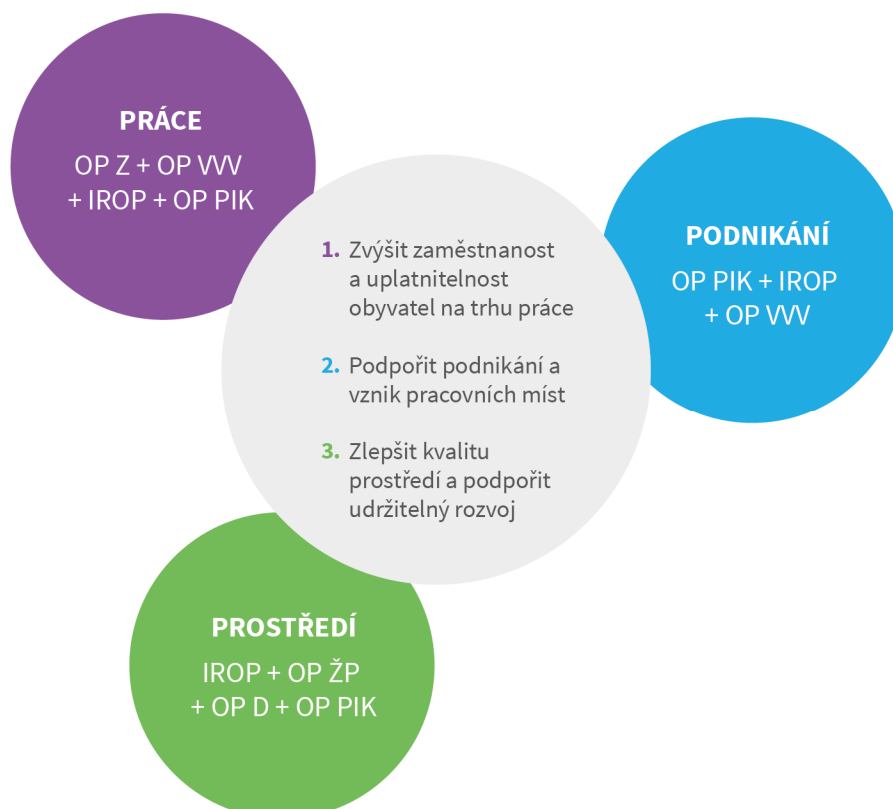 PRÁCE
OP Z + OP VVV
+ IROP + OP PIK
PODNIKÁNÍ
OP PIK + IROP
+ OP VVV
1. Zvýšit zaměstnanost
a uplatnitelnost
obyvatel na trhu práce
2. Podpořit podnikání a
vznik pracovních míst
3. Zlepšit kvalitu
prostředí a podpořit
udržitelný rozvoj
PROSTŘEDÍ
IROP + OP ŽP
+ OP D + OP PIK